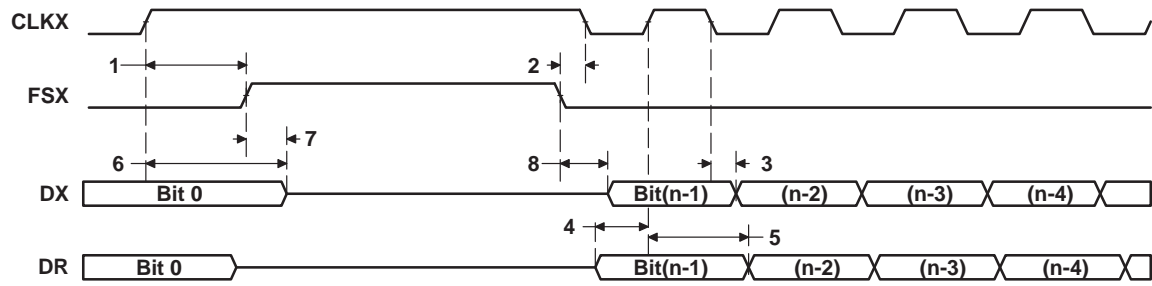 CLKX
1
2
FSX
7
6
8
3
DX
Bit 0
Bit(n-1)
(n-2)
(n-3)
(n-4)
4
5
DR
Bit 0
Bit(n-1)
(n-2)
(n-3)
(n-4)